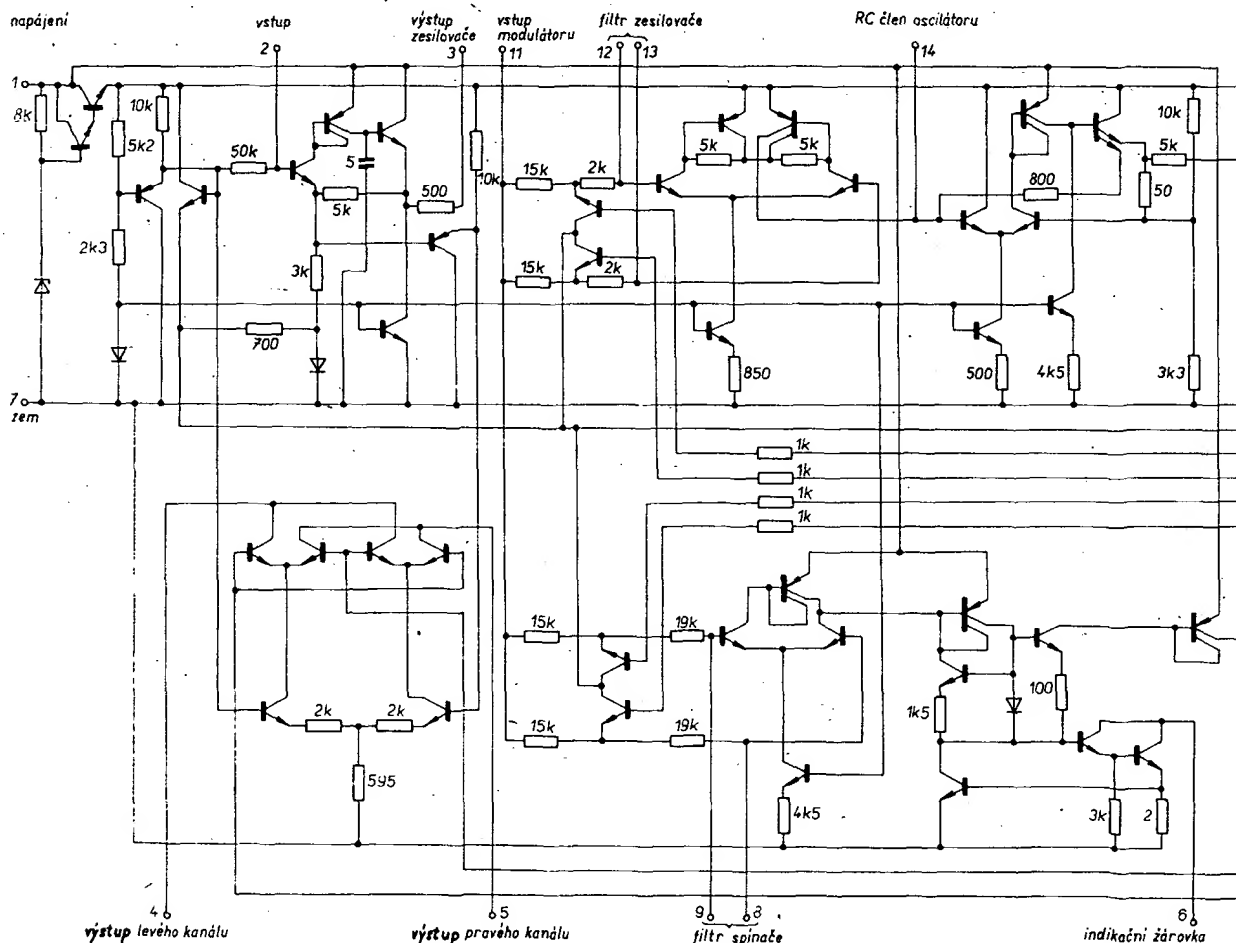 napájení
vstup
výstup
zesilovače
vstup
modulátoru
filtr zesilovače
RC člen oscilátoru
2
3
11
12
13
14
1
8k
10k
5k2
50k
5
5k
500
10k
15k
2k
5k
5k
800
10k
5k
50
2k3
3k
15k
2k
700
850
500
4k5
3k3
7
zem
1k
1k
1k
1k
15k
19k
2k
2k
15k
19k
100
1k5
595
4k5
3k
2
4
5
9
8
6
výstup levého kanálu
výstup pravého kanálu
filtr spínače
indikační žárovka